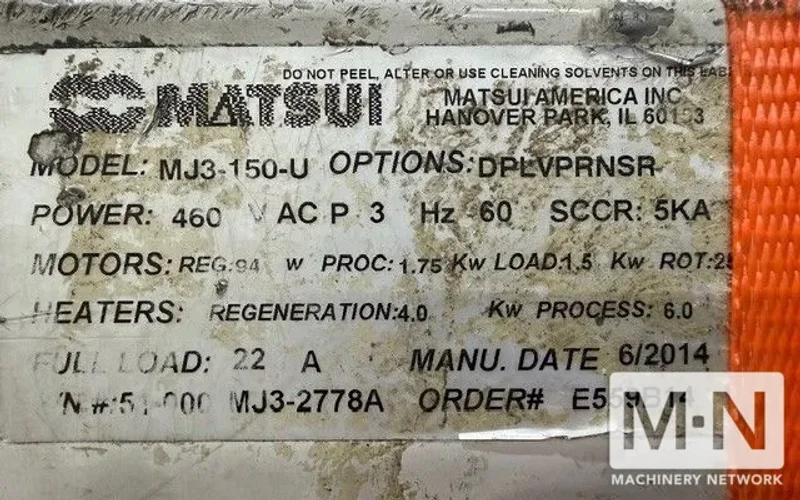 DO NOT PEEL, ALTER OR USE CLEANING SOLVENTS ON THIS LAB
MATSUI
MATSUI AMERICA INC
HANOVER PARK, IL
MODEL: MJ3-150-U OPTIONS: DPLVPRNSR
POWER: 460 V AC P 3 Hz 60 SCCR: 5KA
MOTORS: REG:94 W PROC: 1.75 Kw LOAD:1.5 Kw ROT:
HEATERS: REGENERATION:4.0 Kw PROCESS: 6.0
FULL LOAD: 22 A MANU. DATE 6/2014
MJ3-2778A ORDER#
M·N
MACHINERY NETWORK